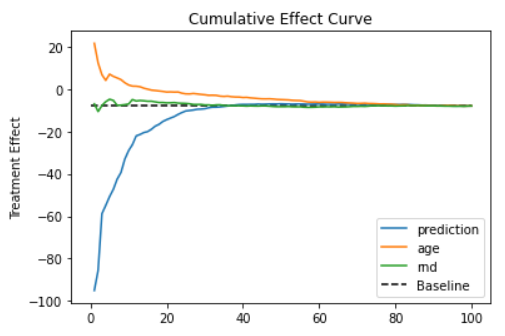 Cumulative Effect Curve
Treatment Effect
20
0
−20
−40
−60
−80
−100
0
20
40
60
80
100
prediction
age
rnd
Baseline